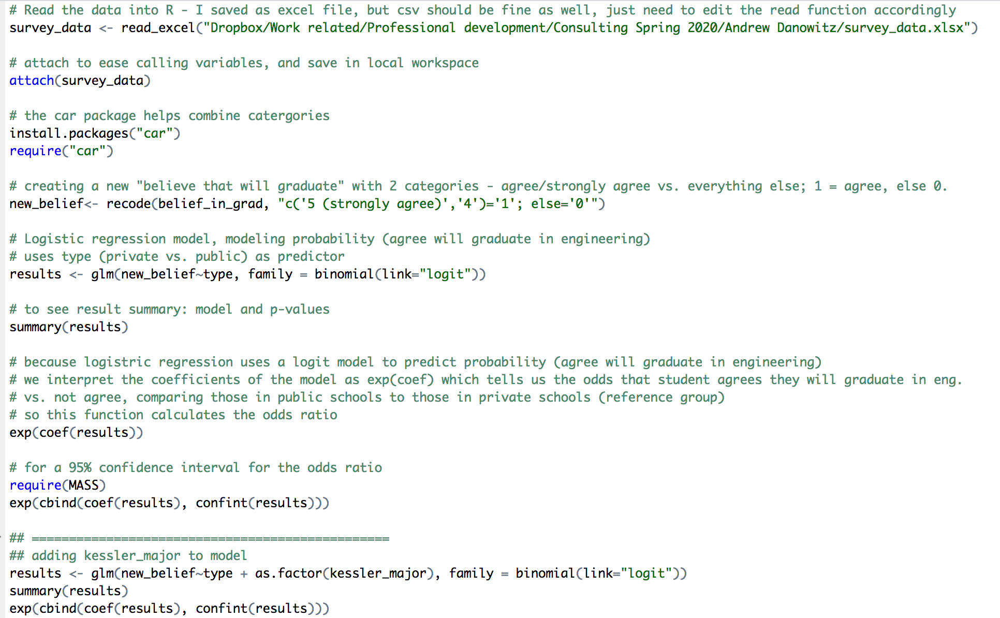 # Read the data into R - I saved as excel file, but csv should be fine as well, just need to edit the read function accordingly
survey_data <- read_excel("Dropbox/Work related/Professional development/Consulting Spring 2020/Andrew Danowitz/survey_data.xlsx")
# attach to ease calling variables, and save in local workspace
attach(survey_data)
# the car package helps combine catergories
install.packages("car")
require("car")
# creating a new "believe that will graduate" with 2 categories - agree/strongly agree vs. everything else; 1 = agree, else 0.
new_belief<- recode(belief_in_grad, "c('5 (strongly agree)','4')='1'; else='0'")
# Logistic regression model, modeling probability (agree will graduate in engineering)
# uses type (private vs. public) as predictor
results <- glm(new_belief~type, family = binomial(link="logit"))
# to see result summary: model and p-values
summary(results)
# because logistric regression uses a logit model to predict probability (agree will graduate in engineering)
# we interpret the coefficients of the model as exp(coef) which tells us the odds that student agrees they will graduate in eng.
# vs. not agree, comparing those in public schools to those in private schools (reference group)
# so this function calculates the odds ratio
exp(coef(results))
# for a 95% confidence interval for the odds ratio
require(MASS)
exp(cbind(coef(results), confint(results)))
## ================================================
## adding kessler_major to model
results <- glm(new_belief~type + as.factor(kessler_major), family = binomial(link="logit"))
summary(results)
exp(cbind(coef(results), confint(results)))